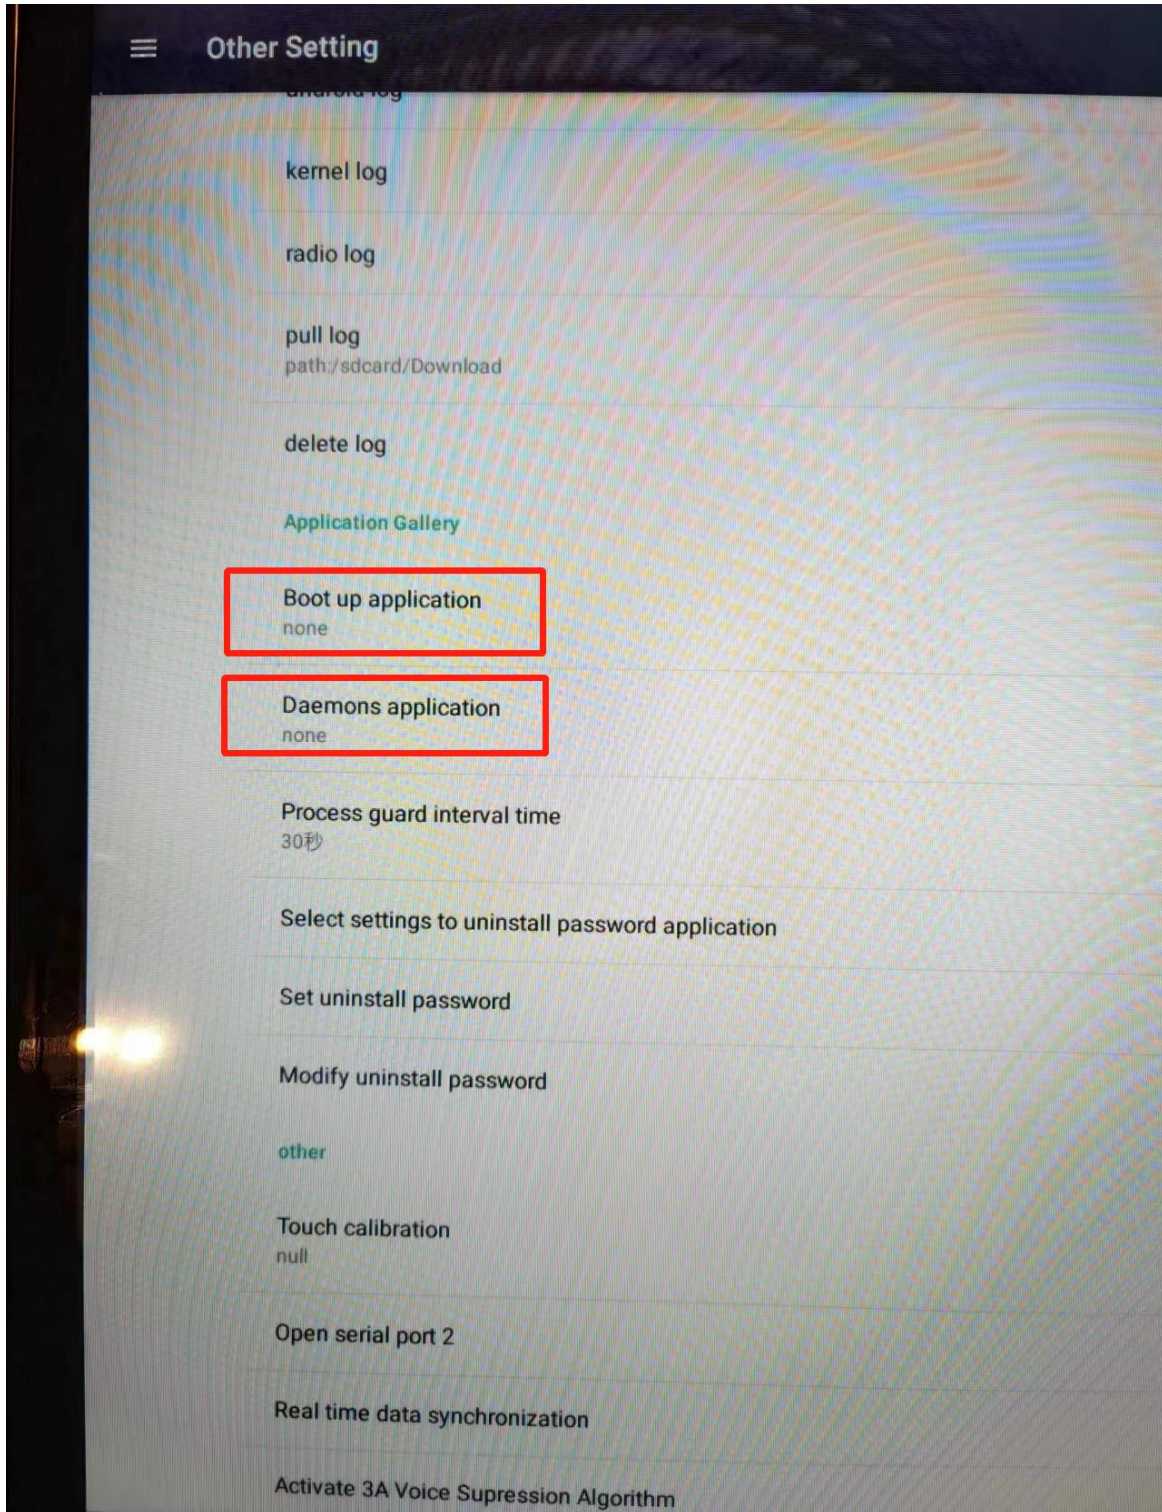 Other Setting
android log
kernel log
radio log
pull log
path:/sdcard/Download
delete log
Application Gallery
Boot up application
none
Daemons application
none
Process guard interval time
30秒
Select settings to uninstall password application
Set uninstall password
Modify uninstall password
other
Touch calibration
null
Open serial port 2
Real time data synchronization
Activate 3A Voice Supression Algorithm